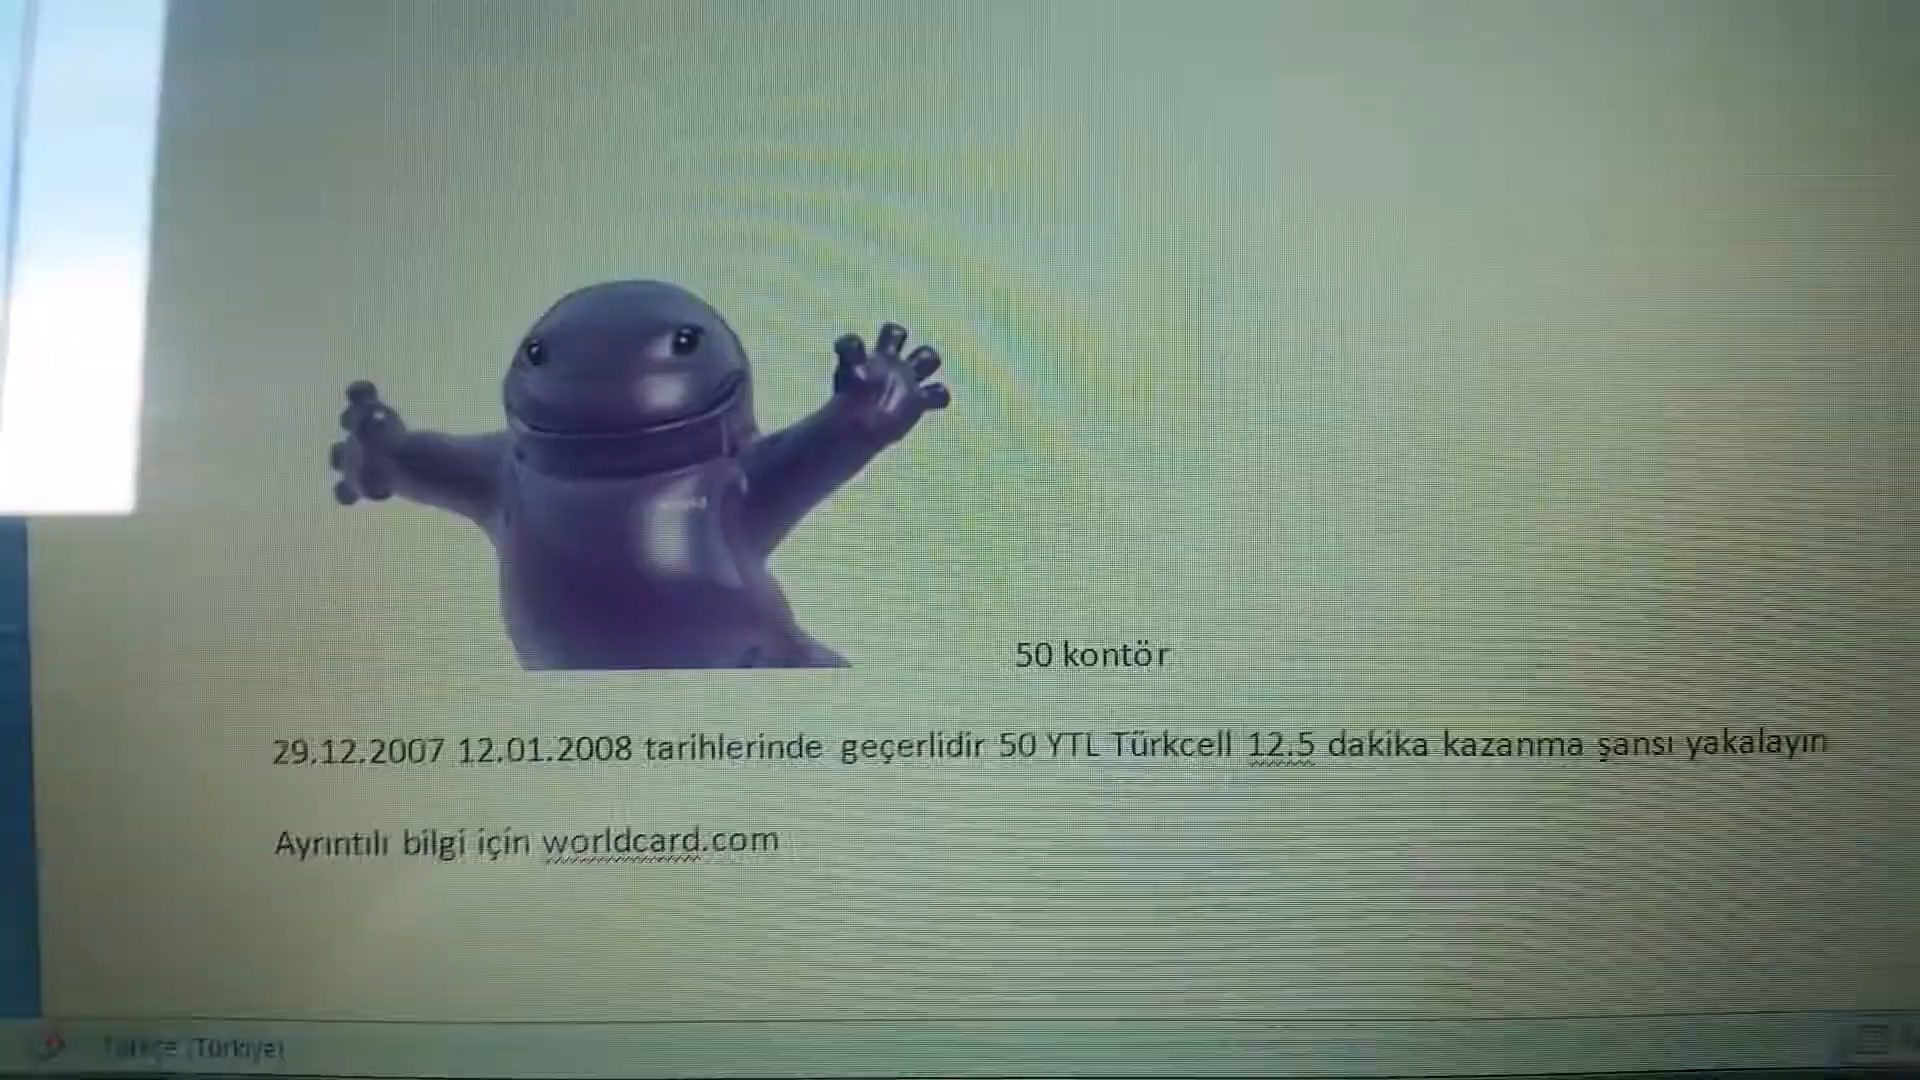 50 kontör
29.12.2007 12.01.2008 tarihlerinde geçerlidir 50 YTL Türkcell 12.5 dakika kazanma şansı yakalayın
Ayrıntılı bilgi için worldcard.com
Türkçe (Türkiye)